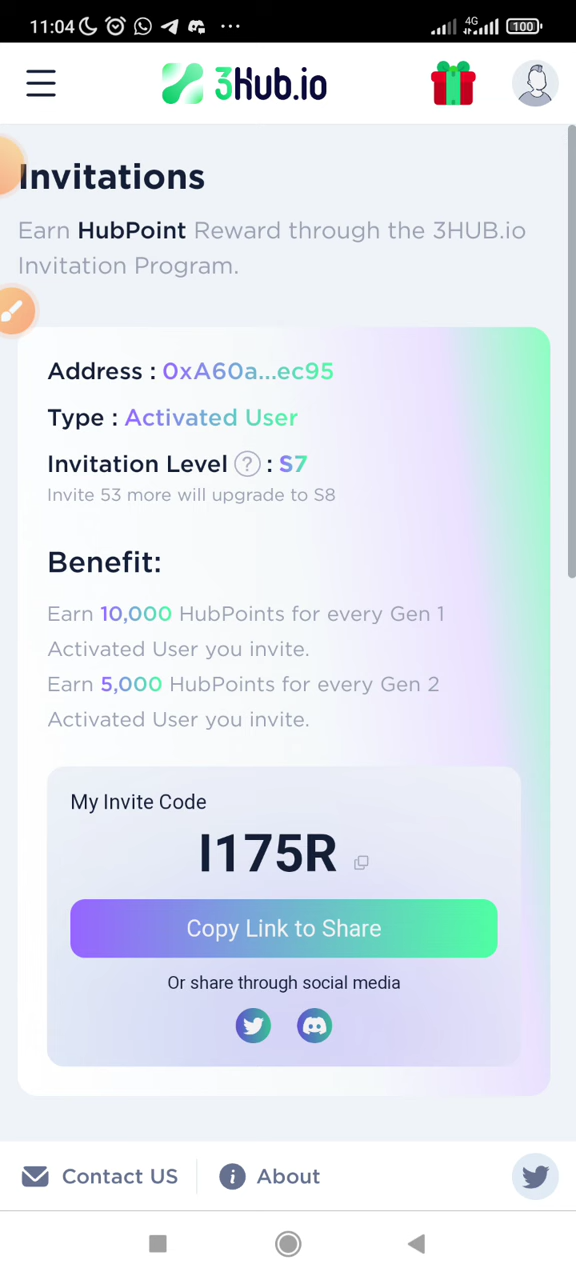 11:04
4G
100
3Hub.io
Invitations
Earn HubPoint Reward through the 3HUB.io
Invitation Program.
Address : 0xA60a...ec95
Type : Activated User
Invitation Level ? : S7
Invite 53 more will upgrade to S8
Benefit:
Earn 10,000 HubPoints for every Gen 1
Activated User you invite.
Earn 5,000 HubPoints for every Gen 2
Activated User you invite.
My Invite Code
I175R
Copy Link to Share
Or share through social media
Contact US
About